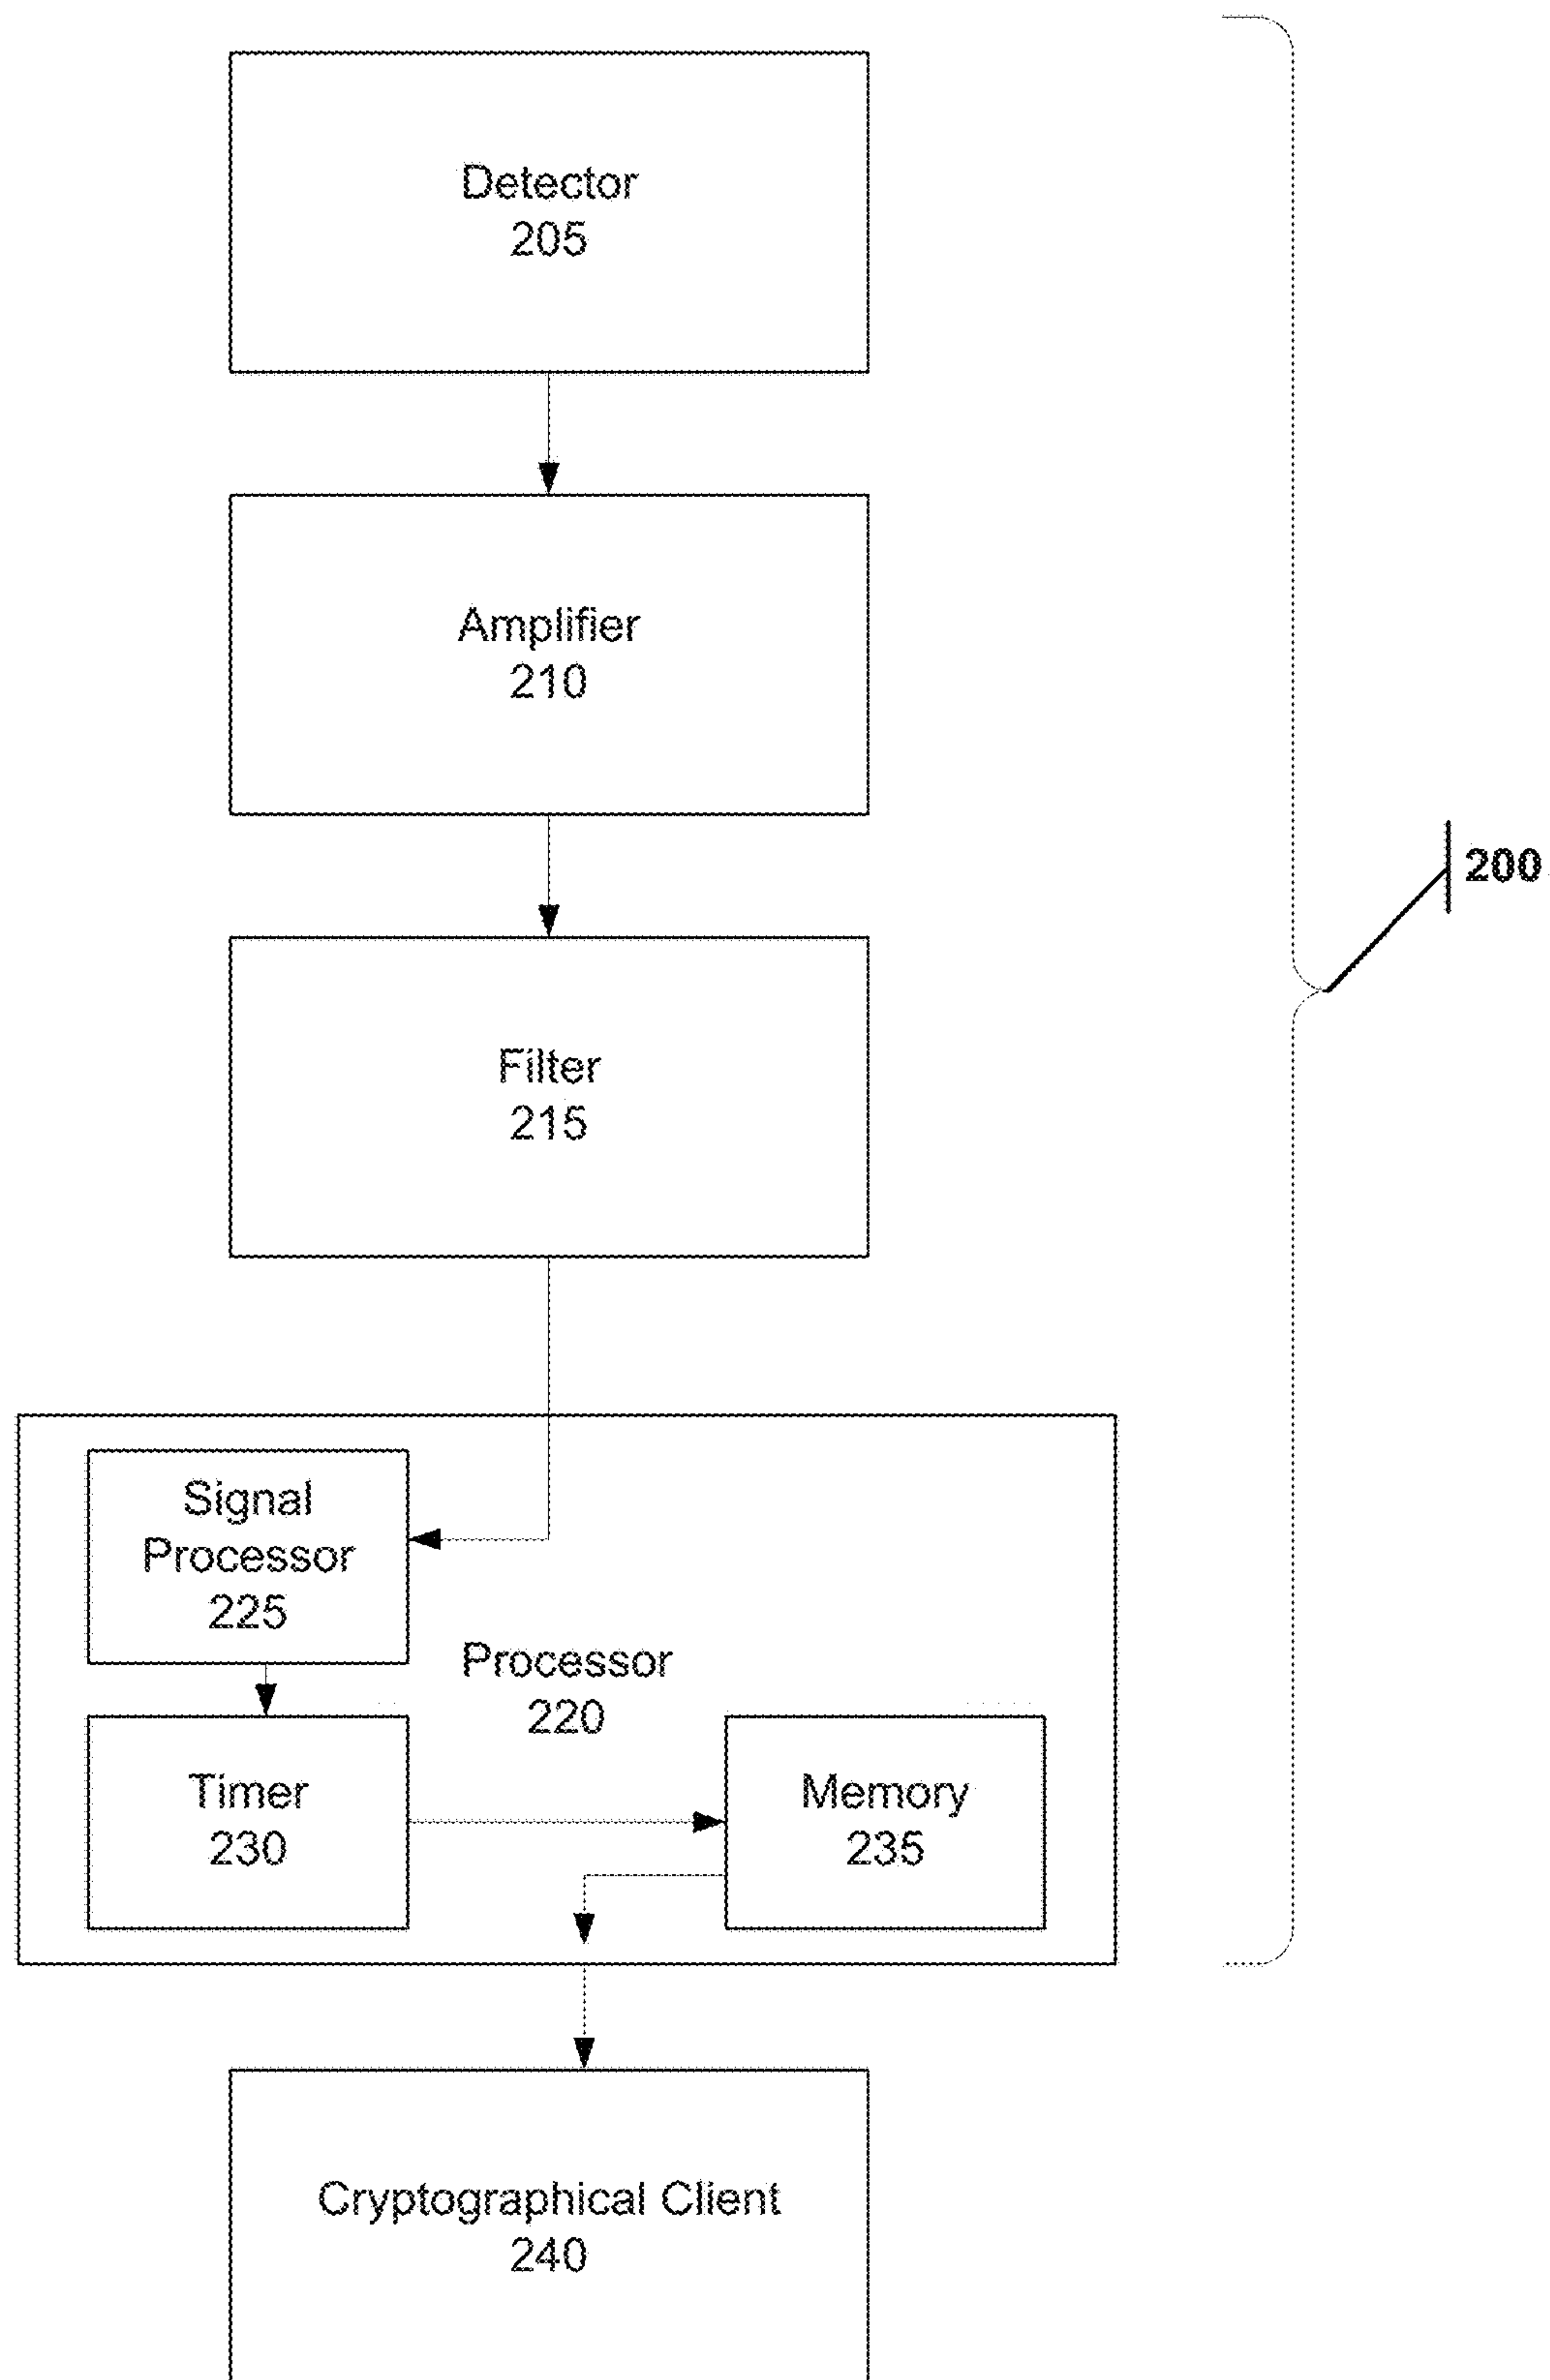 Detector
205
Amplifier
210
200
Filter
215
Signal
Processor
225
Processor
220
Timer
230
Memory
235
Cryptographical Client
240